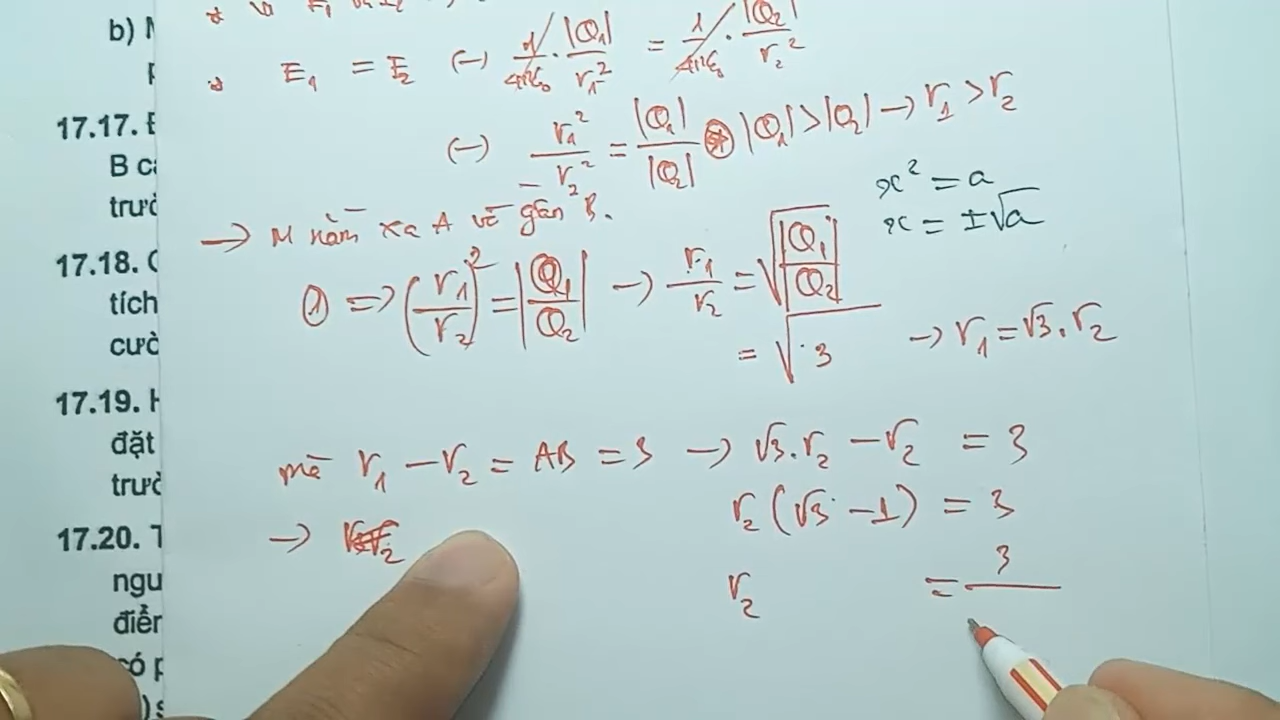 b)
E₁ = E₂ (–) 1/4πε₀ · |Q₁|/r₁² = 1/4πε₀ · |Q₂|/r₂²
17.17.
B
trườ
(–) r₁²/r₂² = |Q₁|/|Q₂| |Q₁| > |Q₂| → r₁ > r₂
x² = a
x = ±√a
→ M nằm xa A về gần B.
17.18.
tích
cườ
① => (r₁/r₂)² = |Q₁/Q₂| → r₁/r₂ = √|Q₁/Q₂|
= √3 → r₁ = √3.r₂
17.19. H
đặt
trườ
mà r₁ – r₂ = AB = 3 → √3.r₂ – r₂ = 3
r₂(√3 – 1) = 3
17.20. T
ngu
điể
→
r₂ = 3/
có p